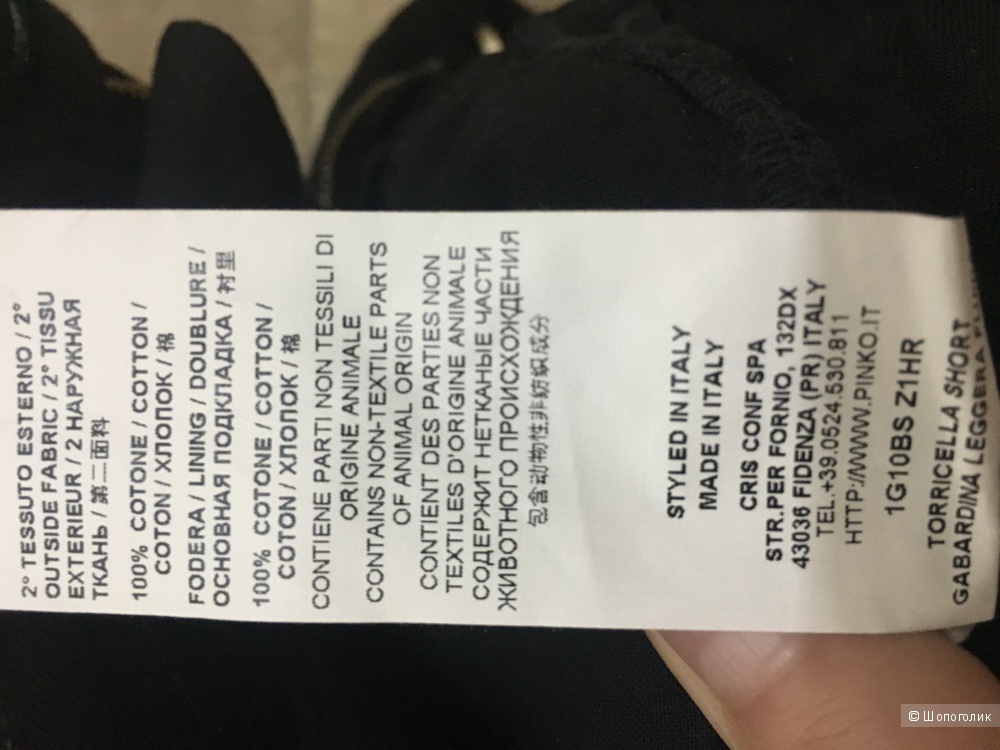 2° TESSUTO ESTERNO / 2°
OUTSIDE FABRIC / 2° TISSU
EXTERIEUR / 2 НАРУЖНАЯ
ТКАНЬ / 第二面料
100% COTONE / COTTON /
COTON / ХЛОПОК / 棉
FODERA / LINING / DOUBLURE /
ОСНОВНАЯ ПОДКЛАДКА / 衬里
100% COTONE / COTTON /
COTON / ХЛОПОК / 棉
CONTIENE PARTI NON TESSILI DI
ORIGINE ANIMALE
CONTAINS NON-TEXTILE PARTS
OF ANIMAL ORIGIN
CONTIENT DES PARTIES NON
TEXTILES D'ORIGINE ANIMALE
СОДЕРЖИТ НЕТКАНЫЕ ЧАСТИ
ЖИВОТНОГО ПРОИСХОЖДЕНИЯ
包含动物性非纺织成分
STYLED IN ITALY
MADE IN ITALY
CRIS CONF SPA
STR.PER FORNIO, 132DX
43036 FIDENZA (PR) ITALY
TEL.+39.0524.530.811
HTTP://WWW.PINKO.IT
1G10BS Z1HR
TORRICELLA SHORT
GABARDINA LEGGERA
© Шопоголик